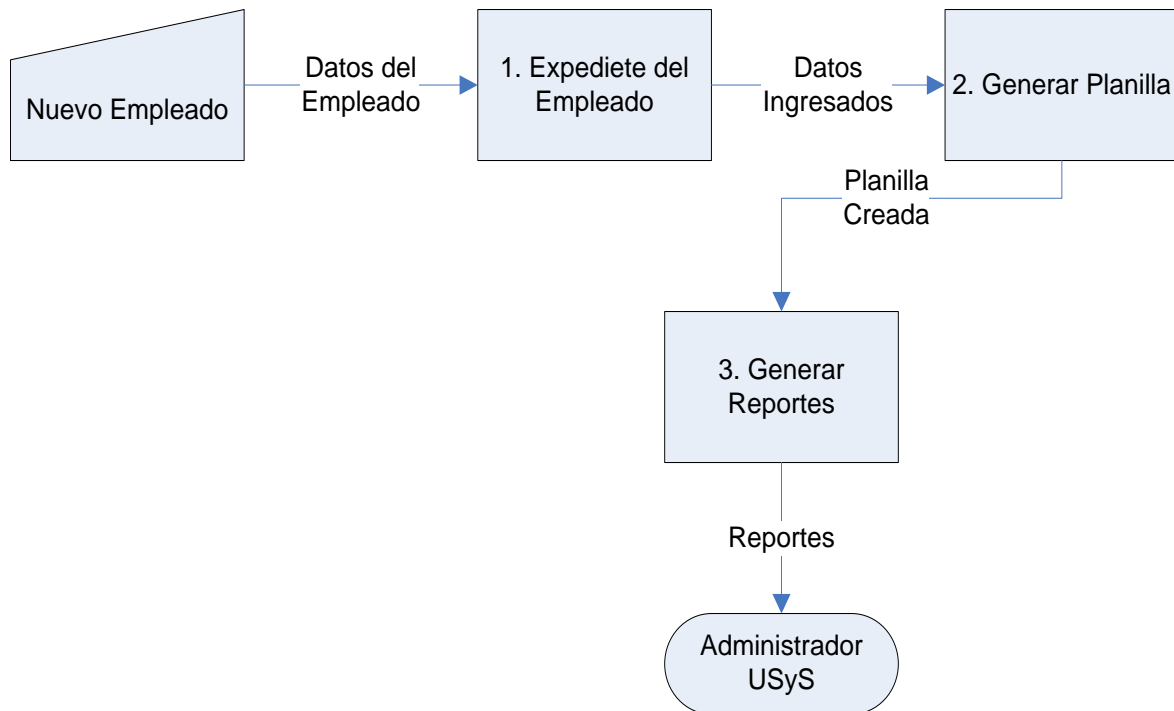 Nuevo Empleado
Datos del
Empleado
1. Expediete del
Empleado
Datos
Ingresados
2. Generar Planilla
Planilla
Creada
3. Generar
Reportes
Reportes
Administrador
USyS